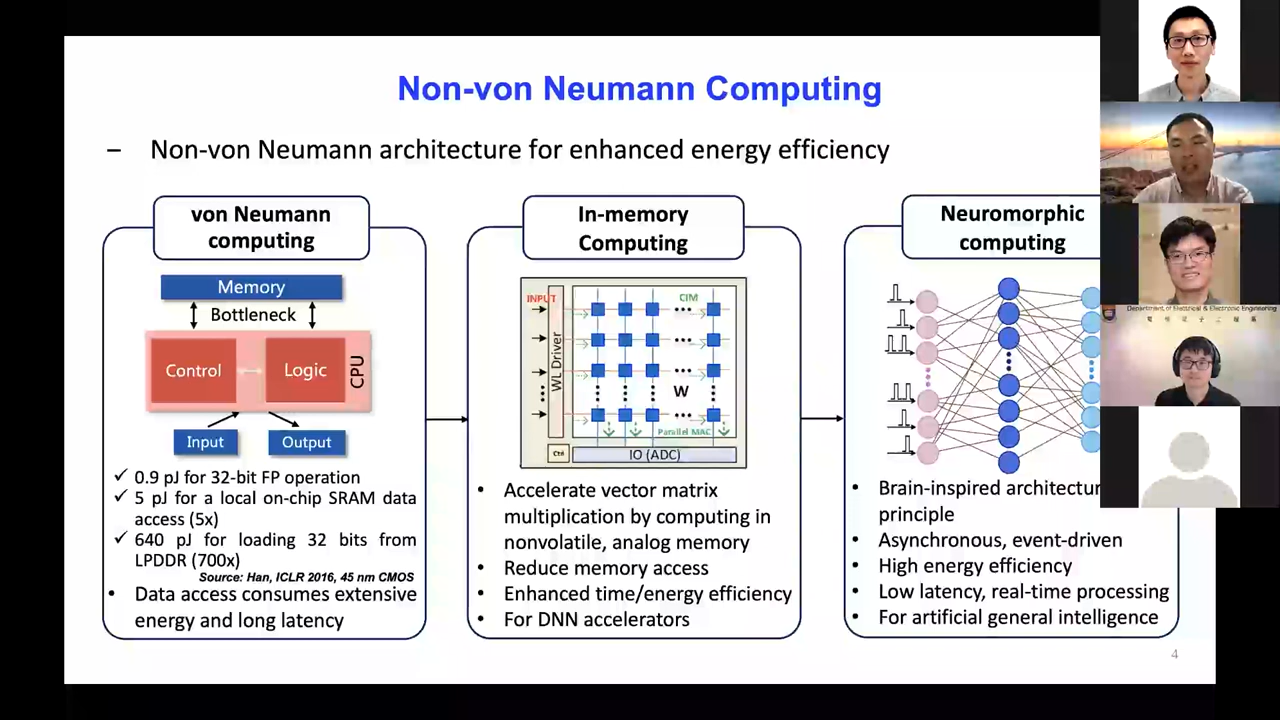 Non-von Neumann Computing
– Non-von Neumann architecture for enhanced energy efficiency
von Neumann
computing
Memory
Bottleneck
Control
Logic
CPU
Input
Output
✓ 0.9 pJ for 32-bit FP operation
✓ 5 pJ for a local on-chip SRAM data
access (5x)
✓ 640 pJ for loading 32 bits from
LPDDR (700x)
Source: Han, ICLR 2016, 45 nm CMOS
• Data access consumes extensive
energy and long latency
In-memory
Computing
INPUT
CIM
WL Driver
W
Parallel MAC
Ctrl
IO (ADC)
• Accelerate vector matrix
multiplication by computing in
nonvolatile, analog memory
• Reduce memory access
• Enhanced time/energy efficiency
• For DNN accelerators
Neuromorphic
computing
• Brain-inspired architectur
principle
• Asynchronous, event-driven
• High energy efficiency
• Low latency, real-time processing
• For artificial general intelligence
4
Department of Electrical & Electronic Engineering